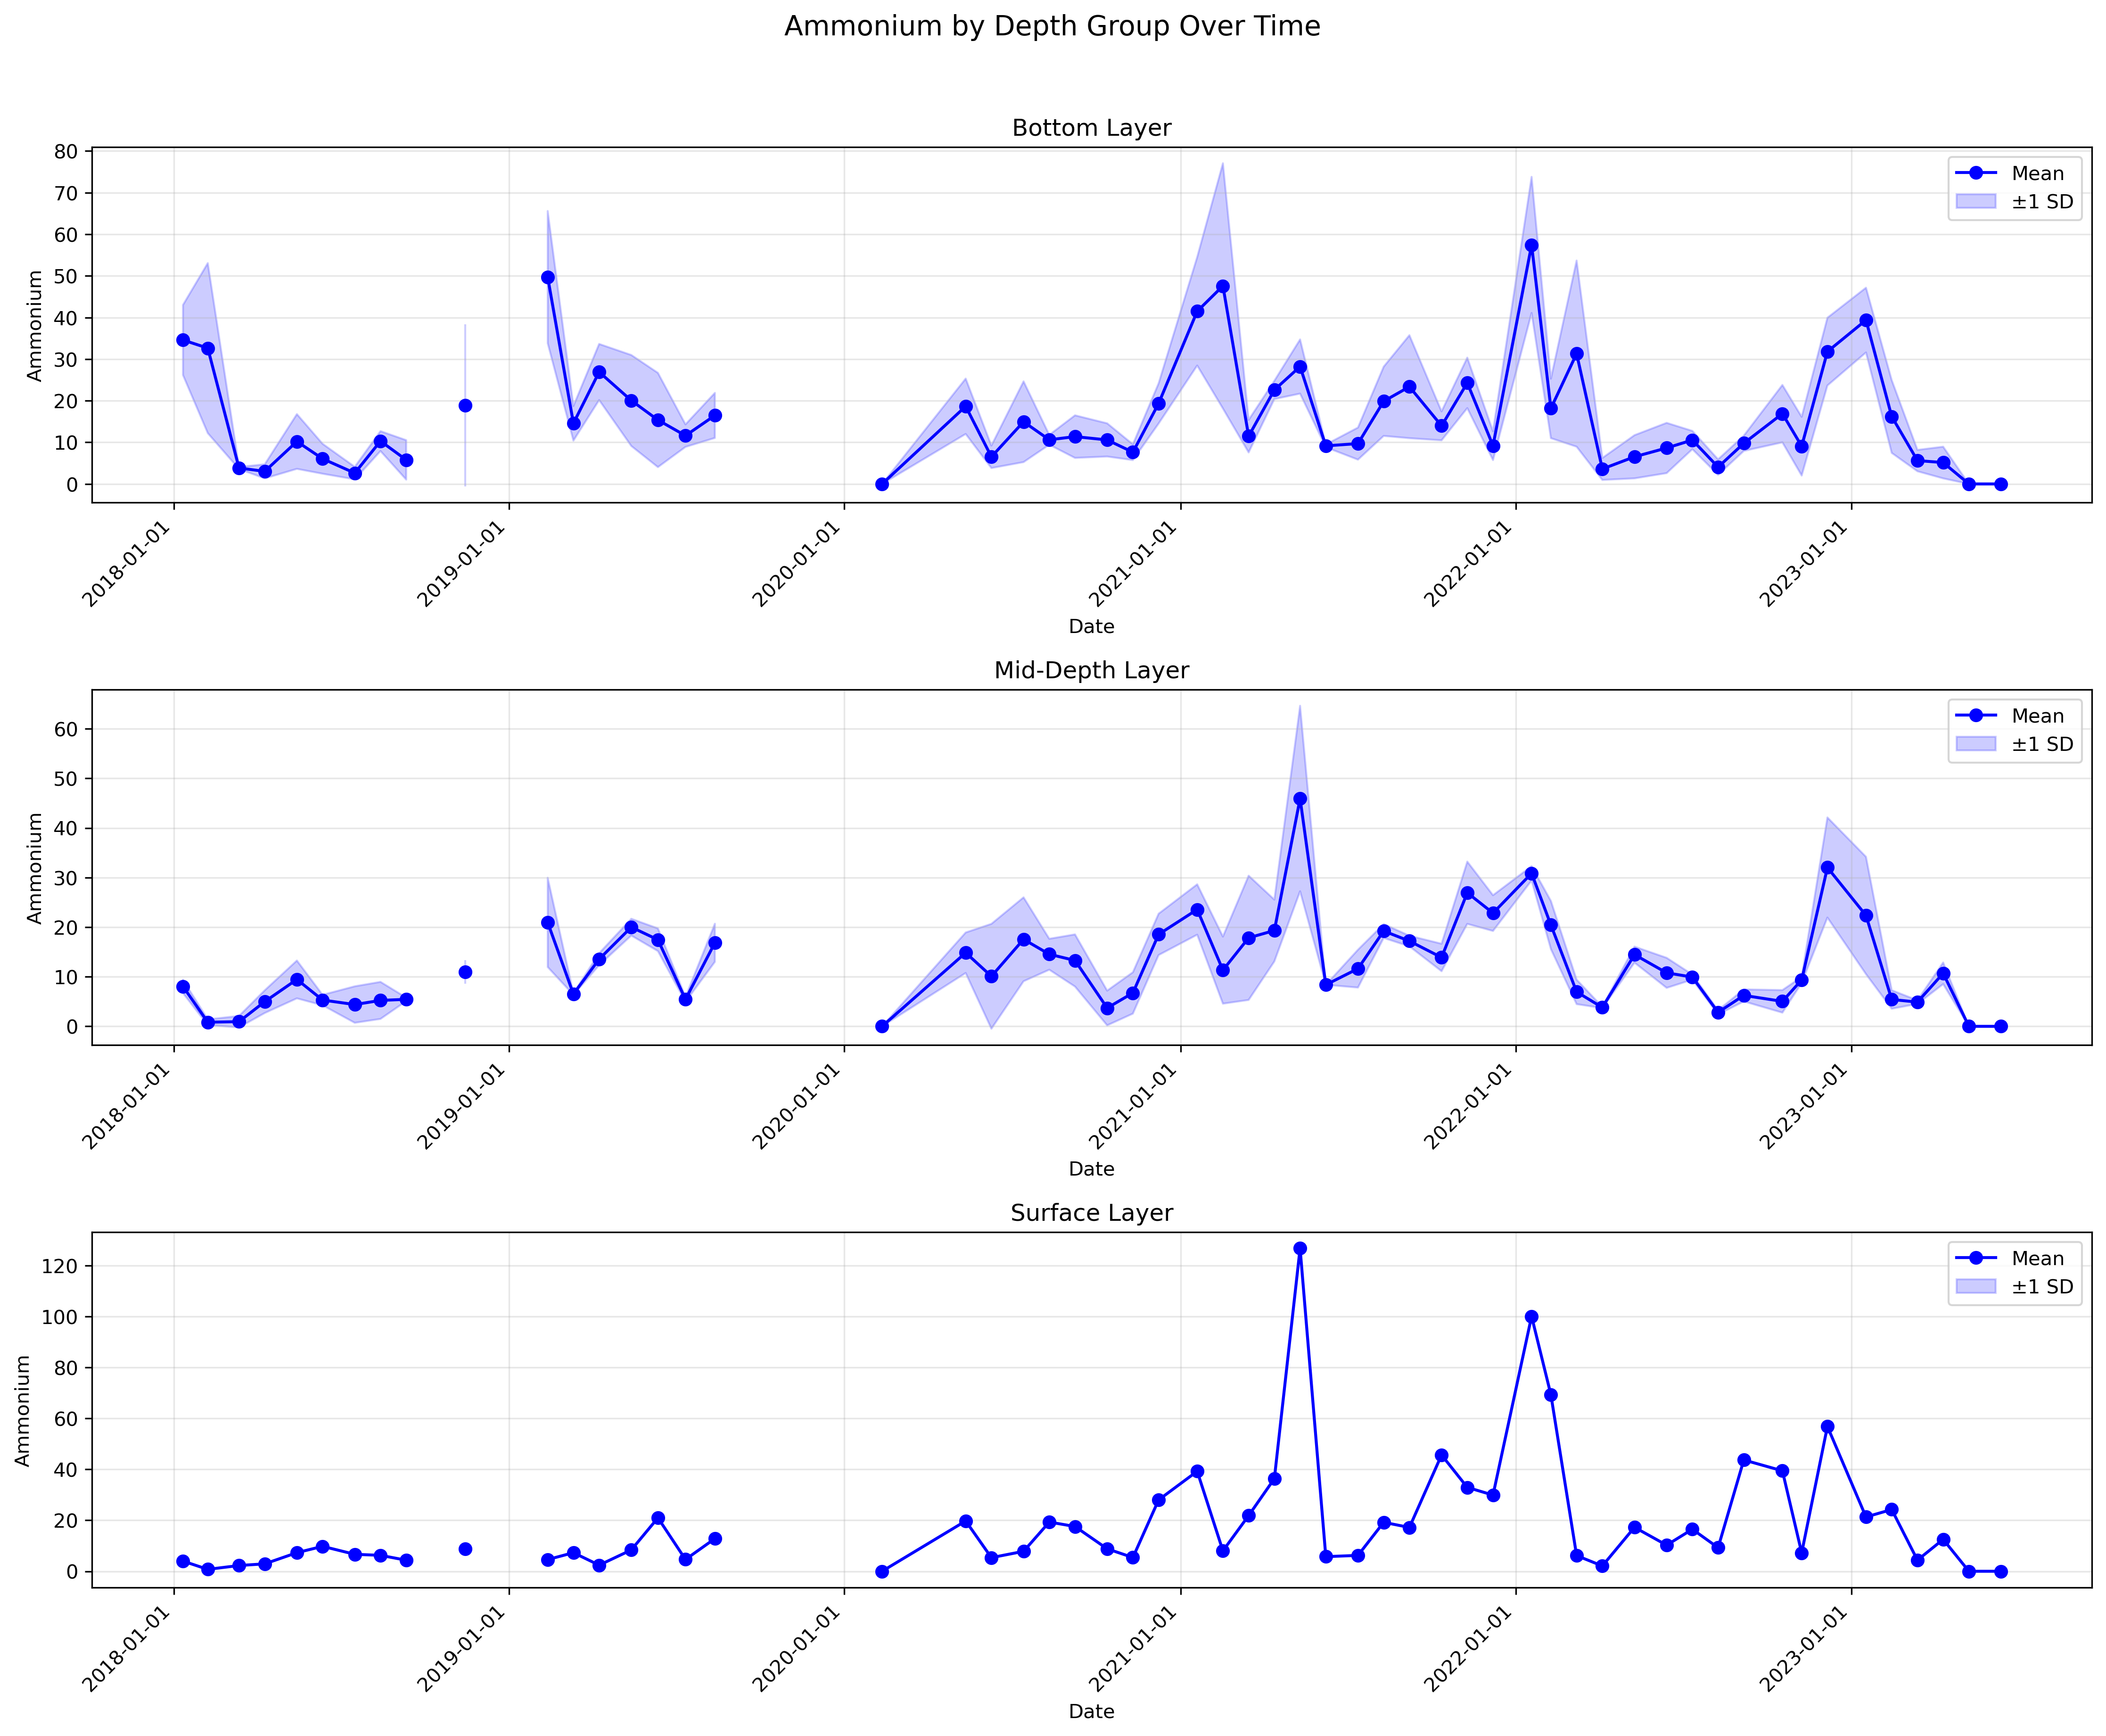 Ammonium by Depth Group Over Time
Bottom Layer
80
70
60
50
40
30
20
10
0
Ammonium
Mean
±1 SD
2018-01-01
2019-01-01
2020-01-01
2021-01-01
2022-01-01
2023-01-01
Date
Mid-Depth Layer
60
50
40
30
20
10
0
Ammonium
Mean
±1 SD
2018-01-01
2019-01-01
2020-01-01
2021-01-01
2022-01-01
2023-01-01
Date
Surface Layer
120
100
80
60
40
20
0
Ammonium
Mean
±1 SD
2018-01-01
2019-01-01
2020-01-01
2021-01-01
2022-01-01
2023-01-01
Date